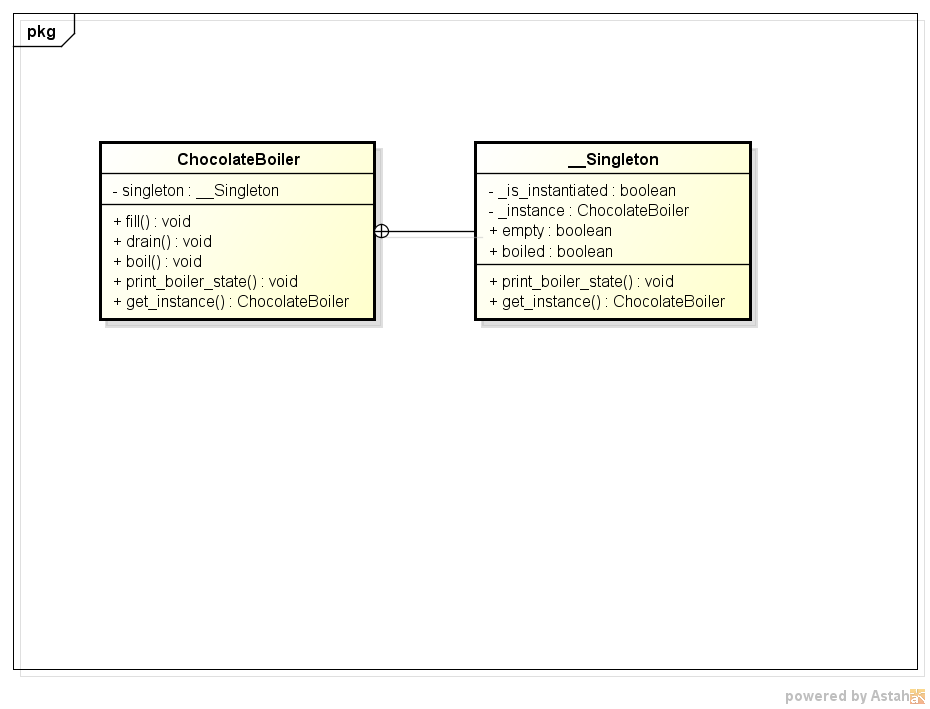 pkg
ChocolateBoiler
- singleton : __Singleton
+ fill() : void
+ drain() : void
+ boil() : void
+ print_boiler_state() : void
+ get_instance() : ChocolateBoiler
__Singleton
- _is_instantiated : boolean
- _instance : ChocolateBoiler
+ empty : boolean
+ boiled : boolean
+ print_boiler_state() : void
+ get_instance() : ChocolateBoiler
powered by Astah